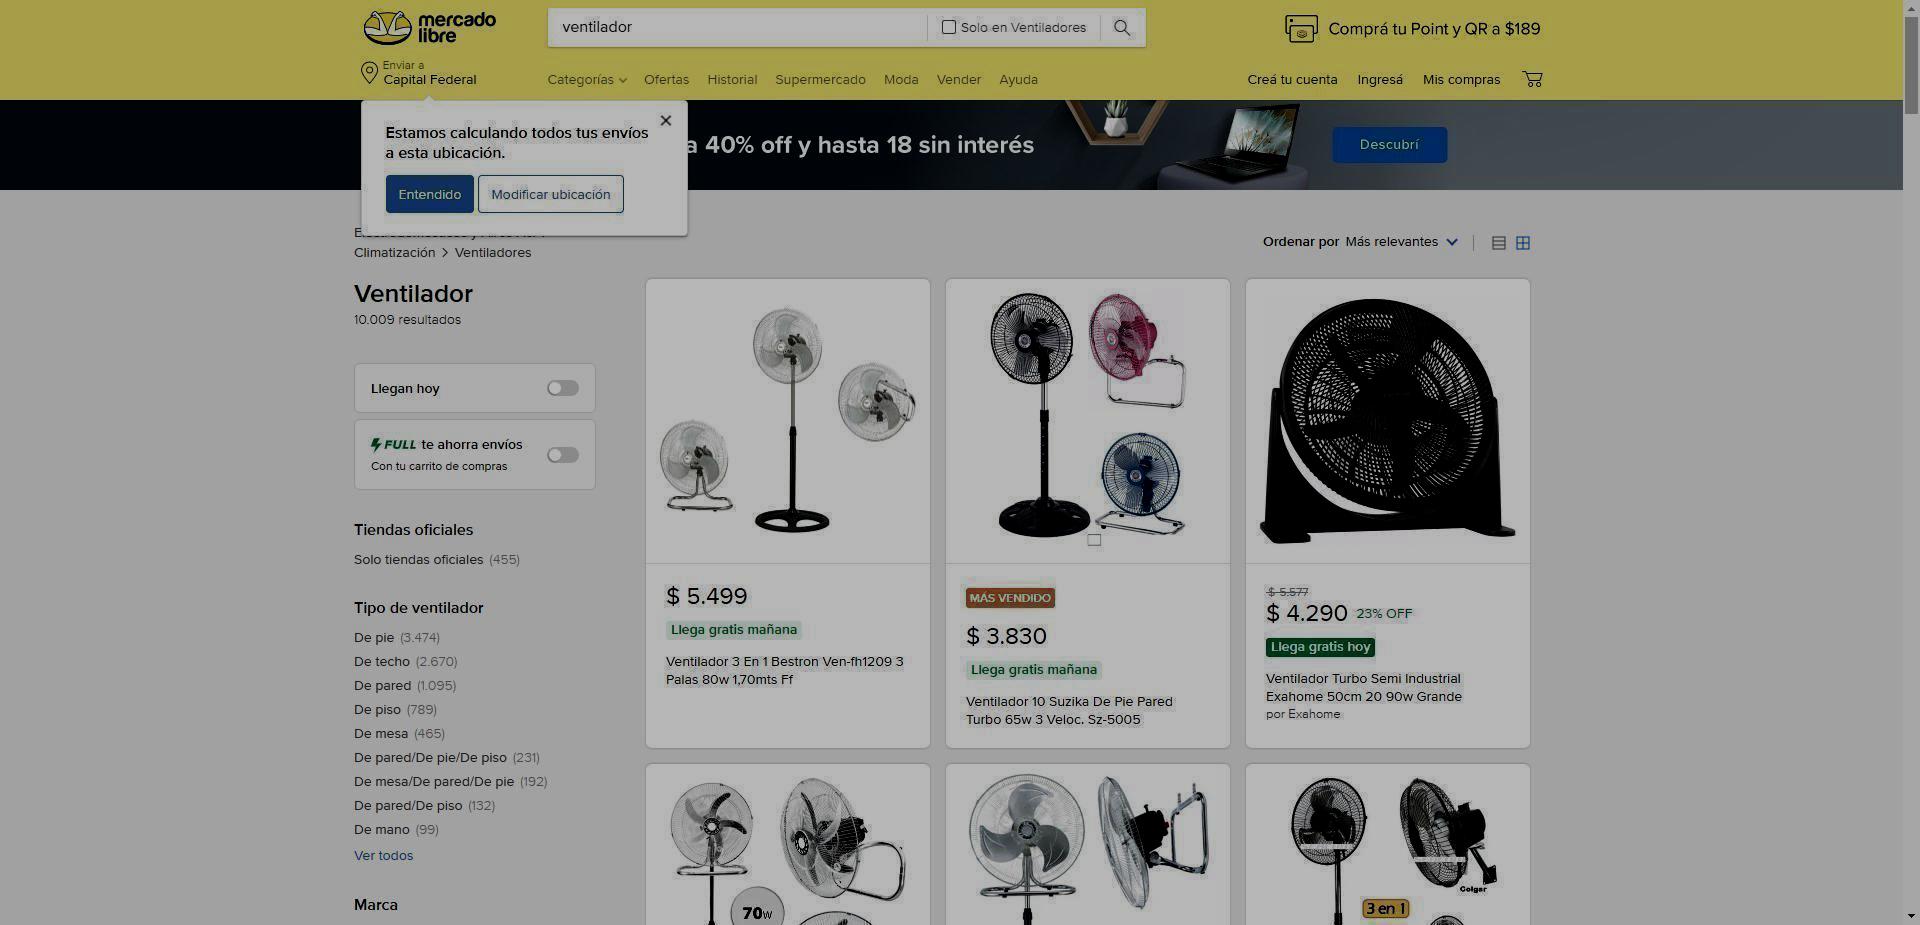 mercado
libre
ventilador
Solo en Ventiladores
Comprá tu Point y QR a $189
Enviar a
Capital Federal
Categorías
Ofertas
Historial
Supermercado
Moda
Vender
Ayuda
Creá tu cuenta
Ingresá
Mis compras
Estamos calculando todos tus envíos
a esta ubicación.
Entendido
Modificar ubicación
a 40% off y hasta 18 sin interés
Descubrí
Climatización > Ventiladores
Ordenar por Más relevantes
Ventilador
10.009 resultados
Llegan hoy
FULL te ahorra envíos
Con tu carrito de compras
Tiendas oficiales
Solo tiendas oficiales (455)
Tipo de ventilador
De pie (3.474)
De techo (2.670)
De pared (1.095)
De piso (789)
De mesa (465)
De pared/De pie/De piso (231)
De mesa/De pared/De pie (192)
De pared/De piso (132)
De mano (99)
Ver todos
Marca
$ 5.499
Llega gratis mañana
Ventilador 3 En 1 Bestron Ven-fh1209 3
Palas 80w 1,70mts Ff
MÁS VENDIDO
$ 3.830
Llega gratis mañana
Ventilador 10 Suzika De Pie Pared
Turbo 65w 3 Veloc. Sz-5005
$ 5.577
$ 4.290 23% OFF
Llega gratis hoy
Ventilador Turbo Semi Industrial
Exahome 50cm 20 90w Grande
por Exahome
70w
Colgar
3 en 1